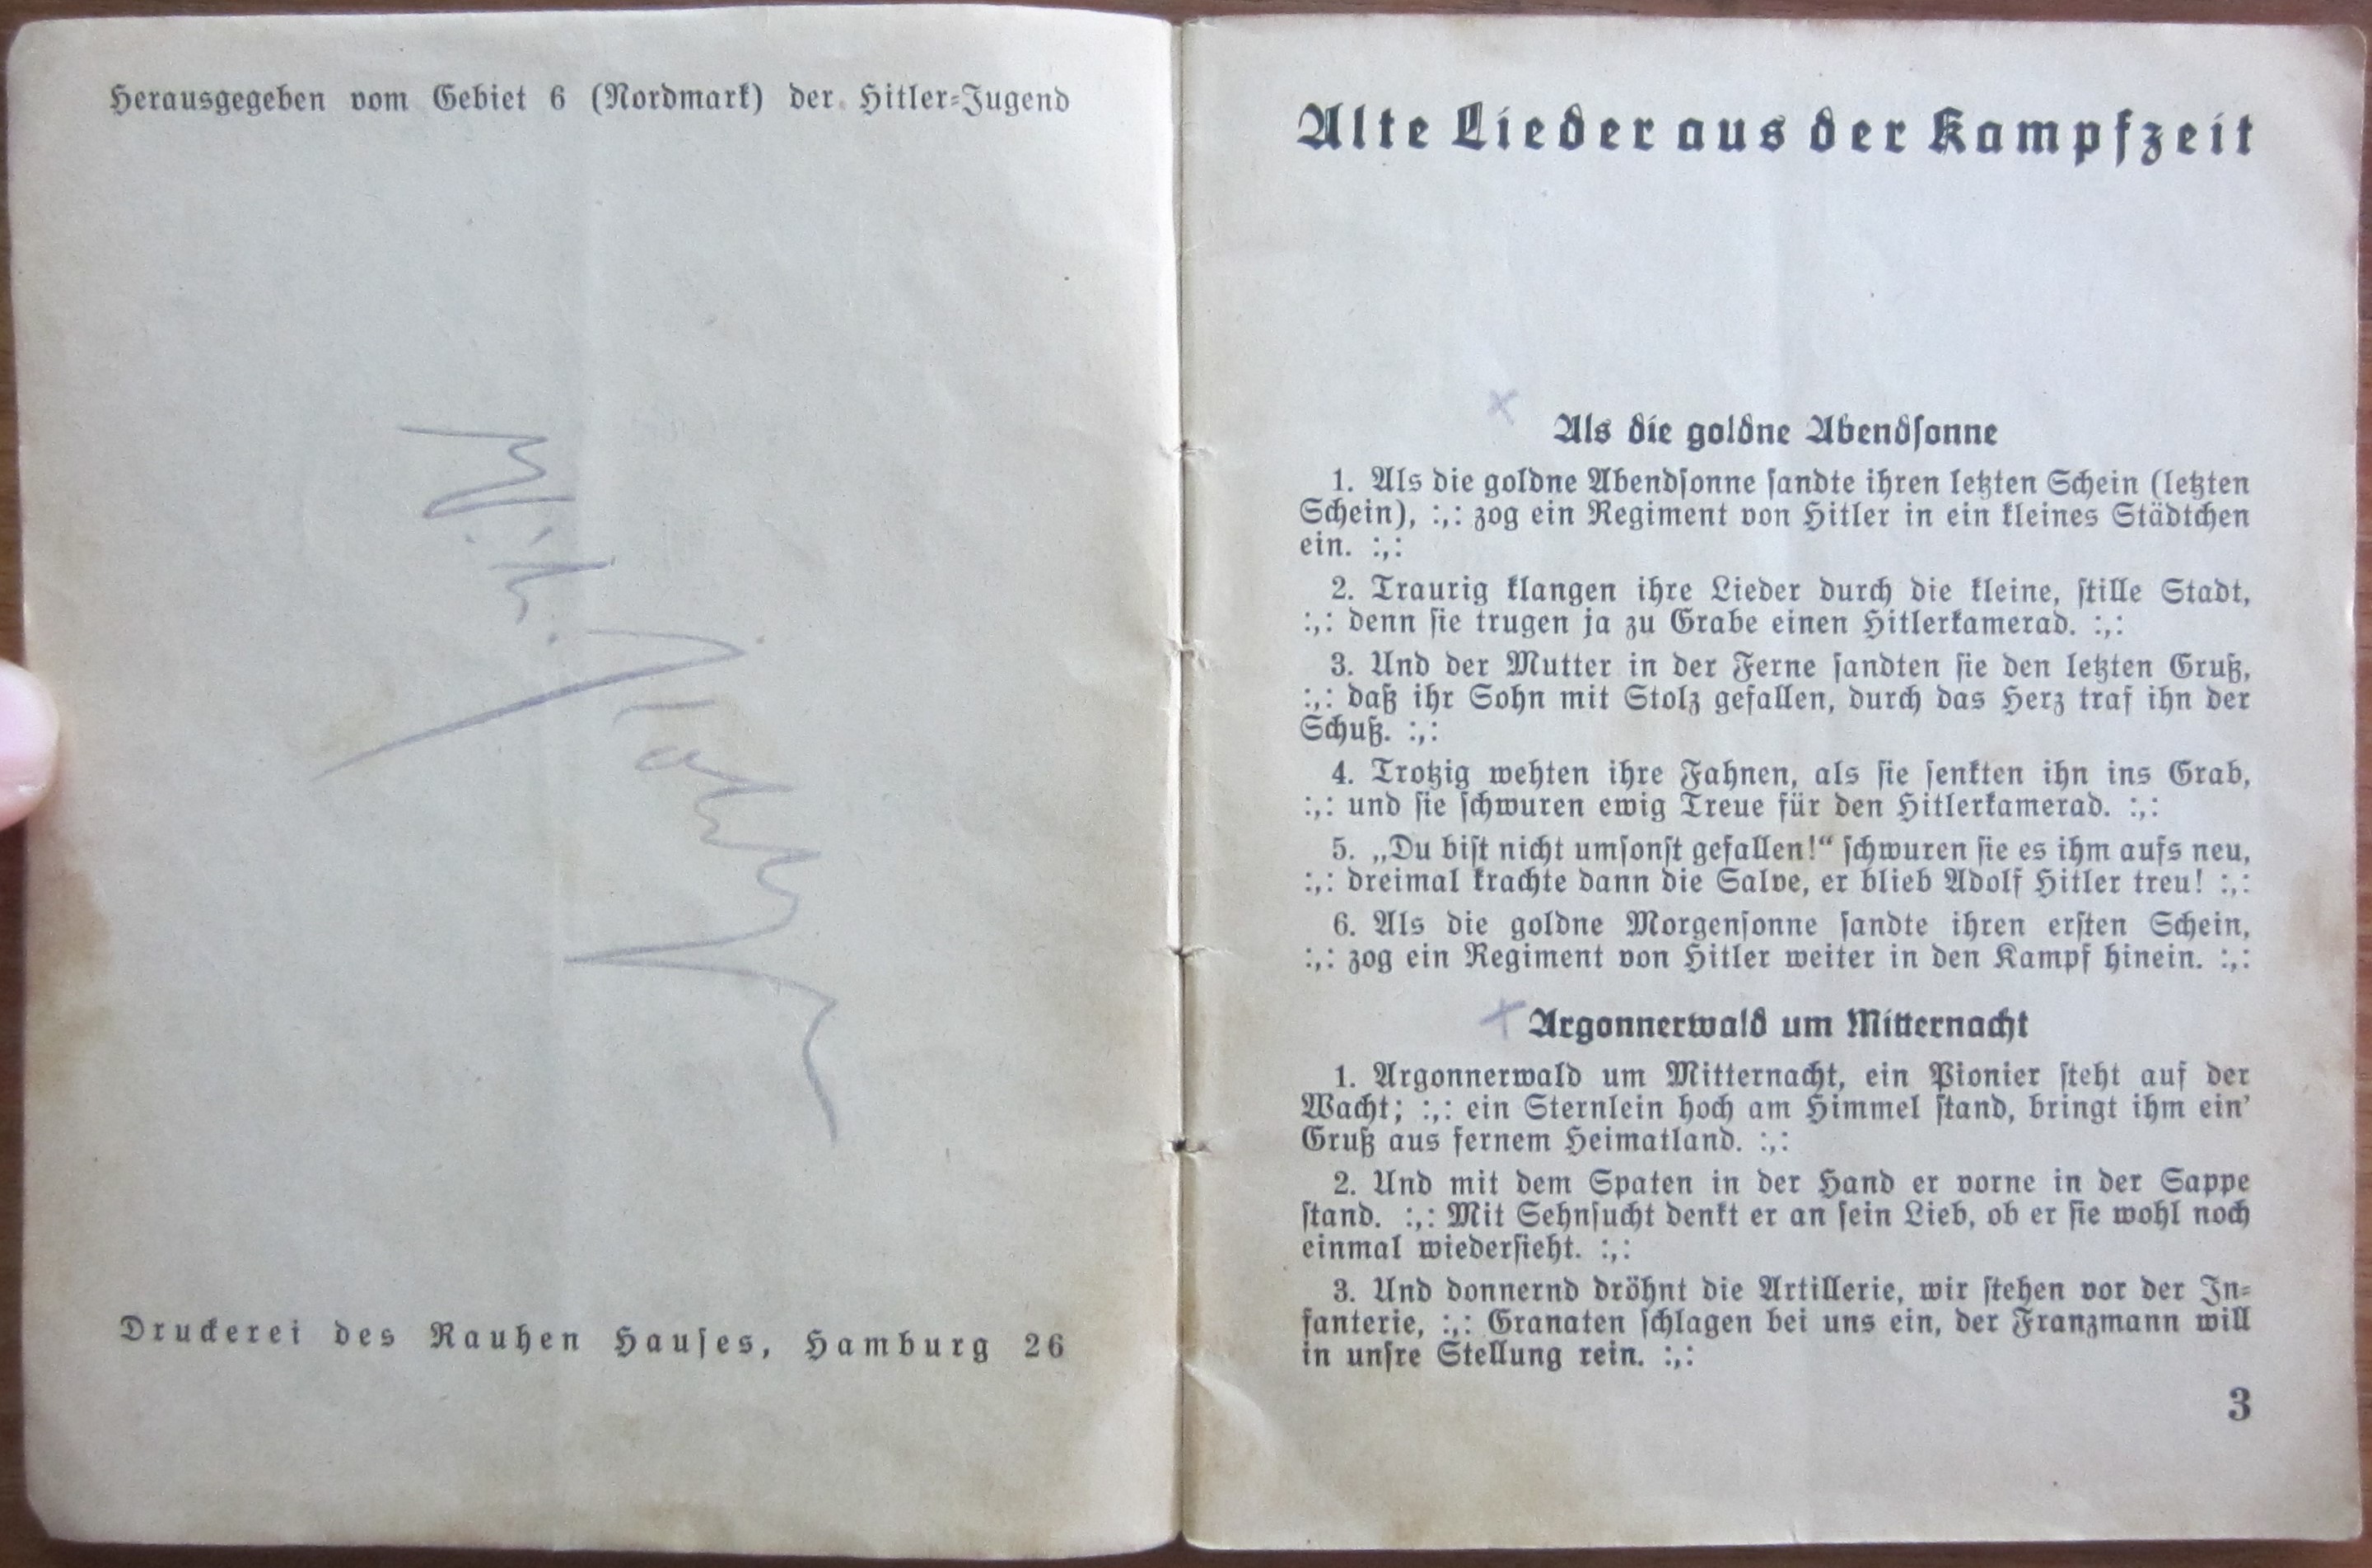 Herausgegeben vom Gebiet 6 (Nordmark) der Hitler-Jugend
Druckerei des Rauhen Hauses, Hamburg 26
Alte Lieder aus der Kampfzeit
Als die goldne Abendsonne
1. Als die goldne Abendsonne sandte ihren letzten Schein (letzten
Schein), :,: zog ein Regiment von Hitler in ein kleines Städtchen
ein. :,:
2. Traurig klangen ihre Lieder durch die kleine, stille Stadt,
:,: denn sie trugen ja zu Grabe einen Hitlerkamerad. :,:
3. Und der Mutter in der Ferne sandten sie den letzten Gruß,
:,: daß ihr Sohn mit Stolz gefallen, durch das Herz traf ihn der
Schuß. :,:
4. Trotzig wehten ihre Fahnen, als sie senkten ihn ins Grab,
:,: und sie schwuren ewig Treue für den Hitlerkamerad. :,:
5. „Du bist nicht umsonst gefallen!“ schwuren sie es ihm aufs neu,
:,: dreimal krachte dann die Salve, er blieb Adolf Hitler treu! :,:
6. Als die goldne Morgensonne sandte ihren ersten Schein,
:,: zog ein Regiment von Hitler weiter in den Kampf hinein. :,:
Argonnerwald um Mitternacht
1. Argonnerwald um Mitternacht, ein Pionier steht auf der
Wacht; :,: ein Sternlein hoch am Himmel stand, bringt ihm ein'
Gruß aus fernem Heimatland. :,:
2. Und mit dem Spaten in der Hand er vorne in der Sappe
stand. :,: Mit Sehnsucht denkt er an sein Lieb, ob er sie wohl noch
einmal wiedersieht. :,:
3. Und donnernd dröhnt die Artillerie, wir stehen vor der In-
fanterie, :,: Granaten schlagen bei uns ein, der Franzmann will
in unsre Stellung rein. :,:
3